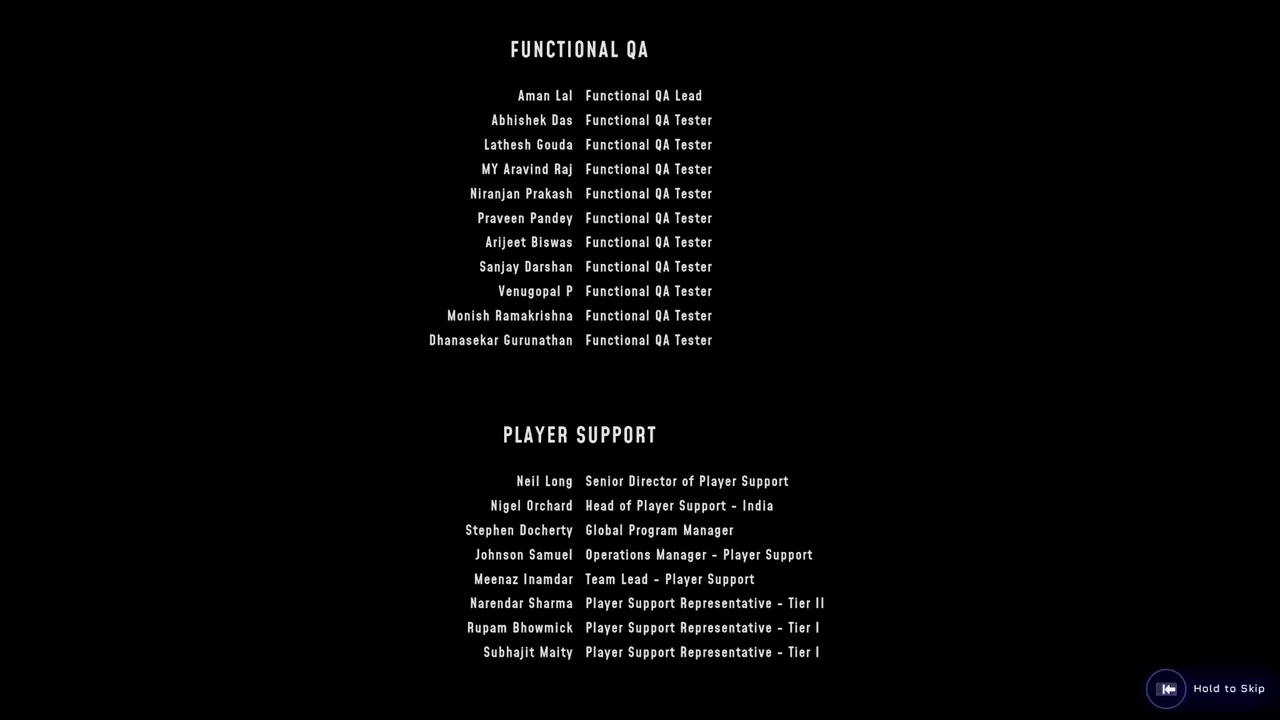 FUNCTIONAL QA
Aman Lal Functional QA Lead
Abhishek Das Functional QA Tester
Lathesh Gouda Functional QA Tester
MY Aravind Raj Functional QA Tester
Niranjan Prakash Functional QA Tester
Praveen Pandey Functional QA Tester
Arijeet Biswas Functional QA Tester
Sanjay Darshan Functional QA Tester
Venugopal P Functional QA Tester
Monish Ramakrishna Functional QA Tester
Dhanasekar Gurunathan Functional QA Tester
PLAYER SUPPORT
Neil Long Senior Director of Player Support
Nigel Orchard Head of Player Support - India
Stephen Docherty Global Program Manager
Johnson Samuel Operations Manager - Player Support
Meenaz Inamdar Team Lead - Player Support
Narendar Sharma Player Support Representative - Tier II
Rupam Bhowmick Player Support Representative - Tier I
Subhajit Maity Player Support Representative - Tier I
Hold to Skip